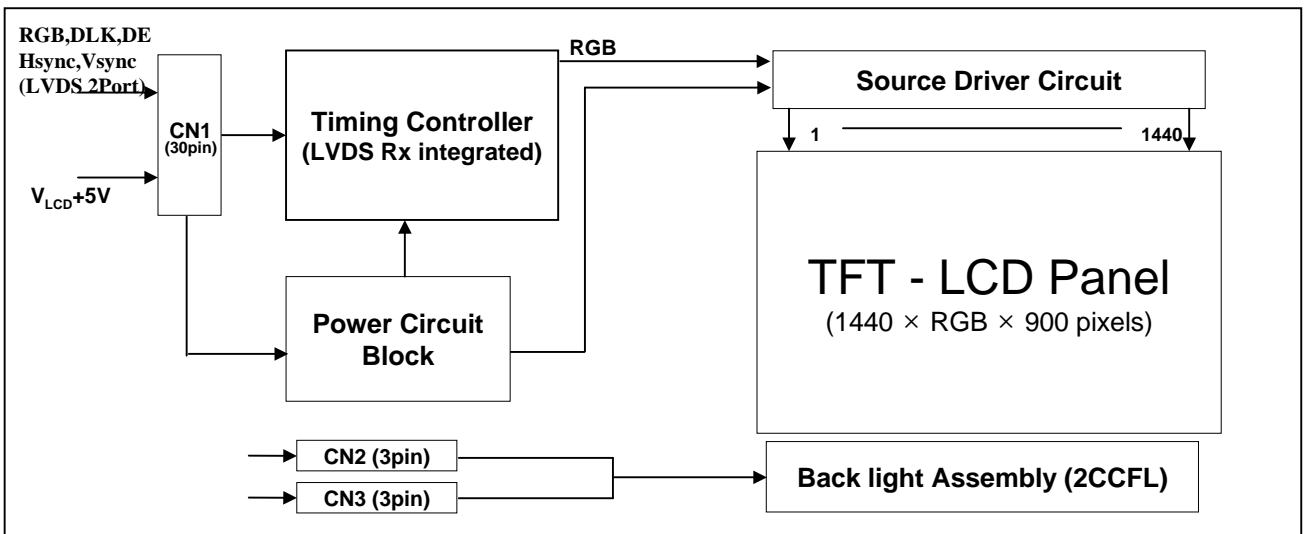 RGB,DLK,DE
Hsync,Vsync
(LVDS 2Port)
CN1
(30pin)
VLCD+5V
Timing Controller
(LVDS Rx integrated)
RGB
Source Driver Circuit
1
1440
TFT - LCD Panel
(1440 × RGB × 900 pixels)
Power Circuit
Block
CN2 (3pin)
CN3 (3pin)
Back light Assembly (2CCFL)